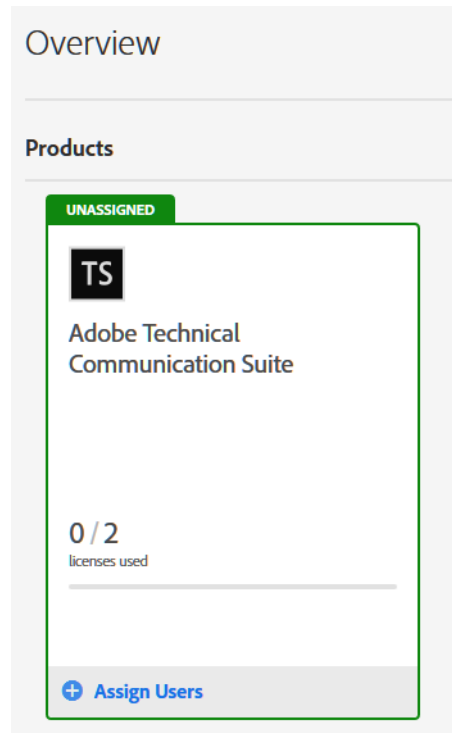 Overview
Products
UNASSIGNED
TS
Adobe Technical
Communication Suite
0 / 2
licenses used
Assign Users